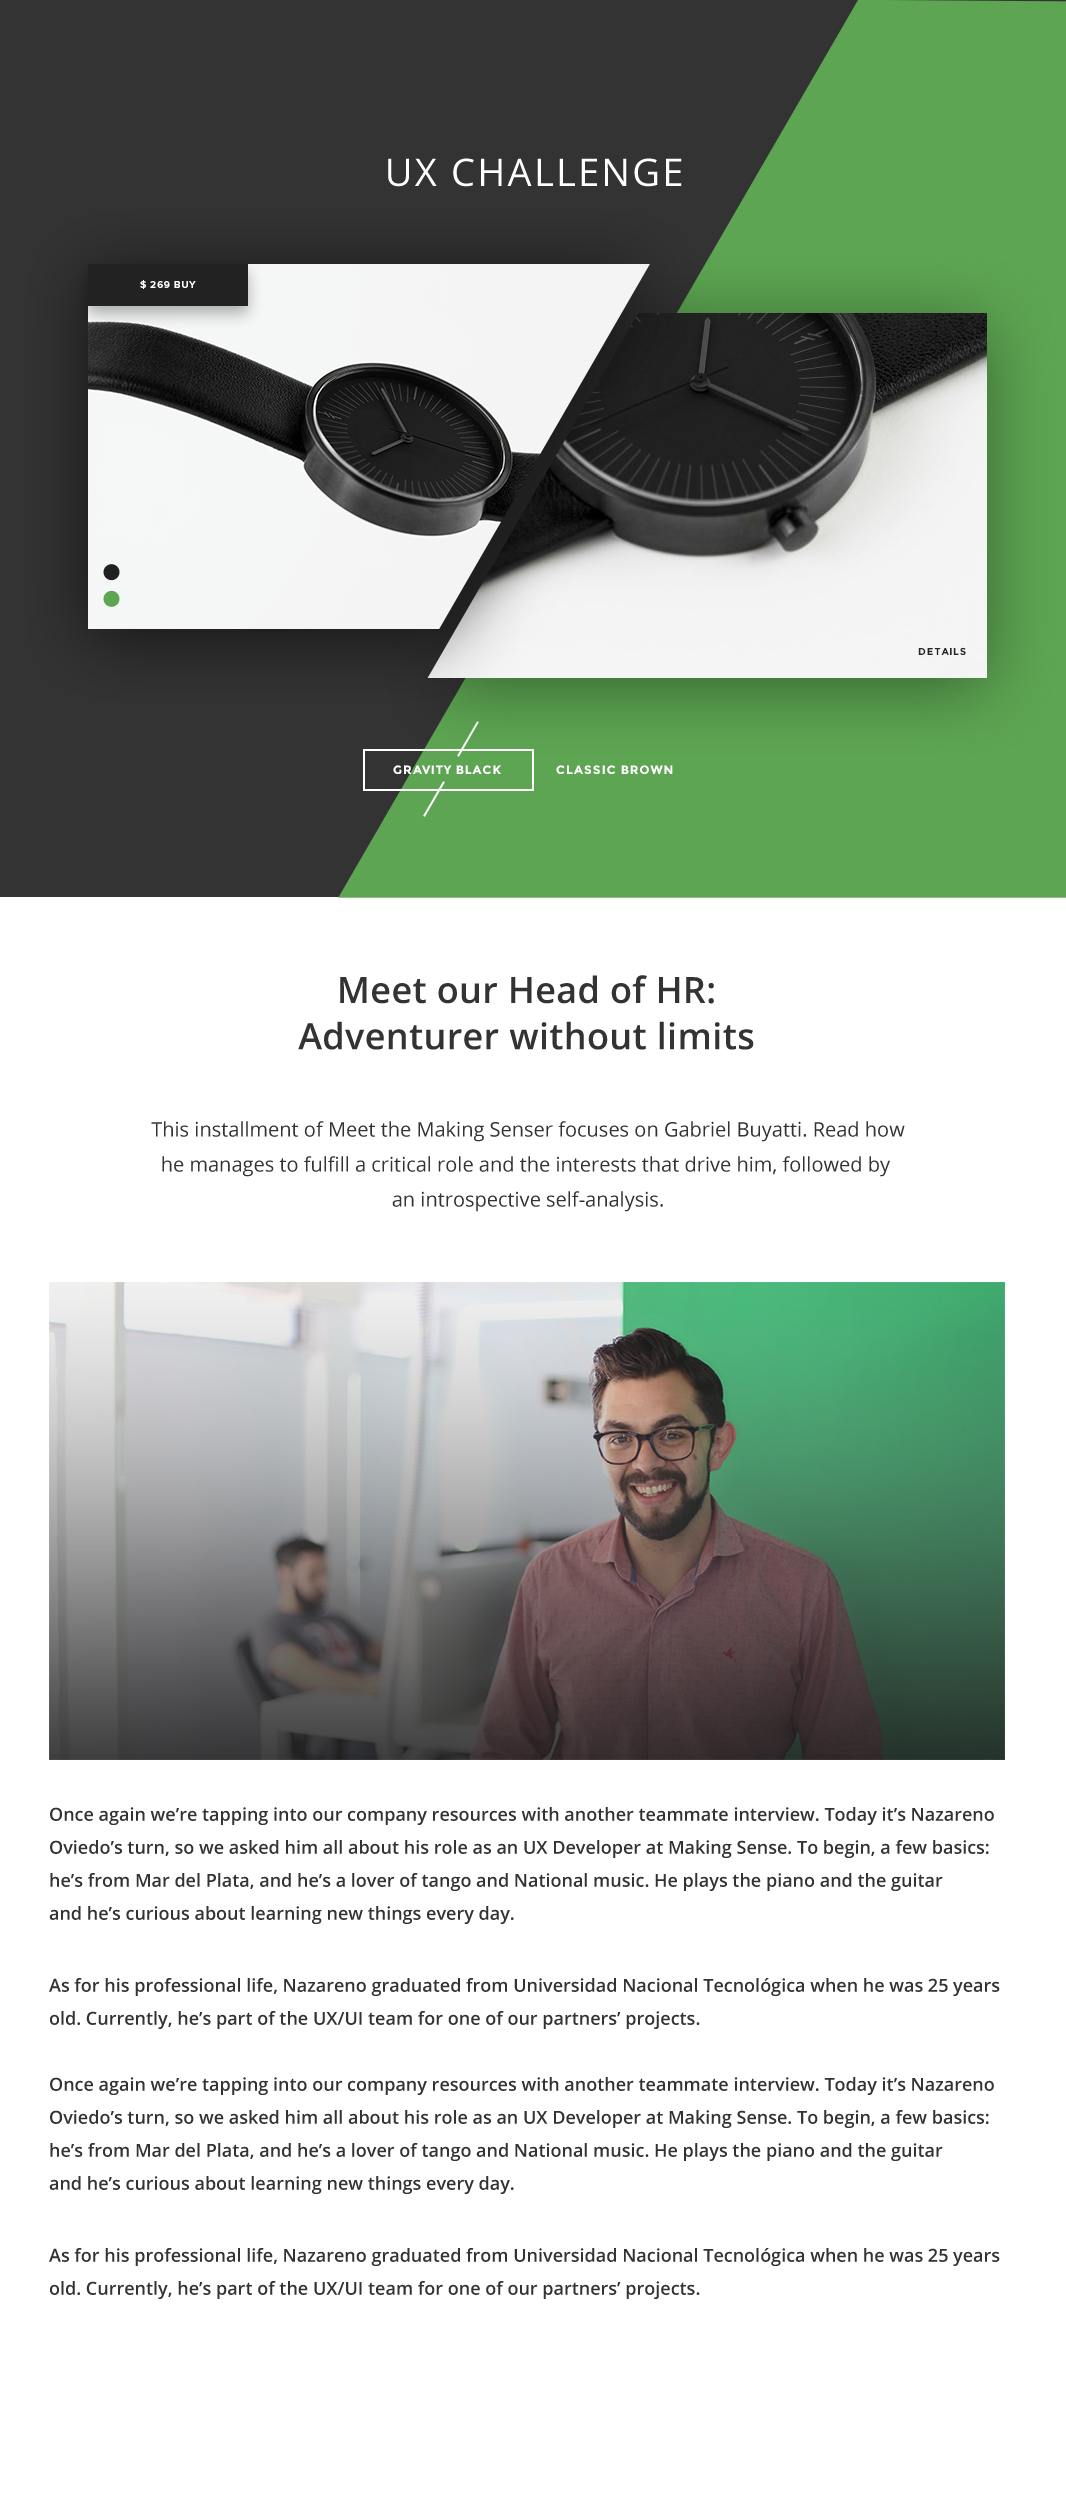 UX CHALLENGE
$ 269 BUY
DETAILS
GRAVITY BLACK
CLASSIC BROWN
Meet our Head of HR:
Adventurer without limits
This installment of Meet the Making Senser focuses on Gabriel Buyatti. Read how
he manages to fulfill a critical role and the interests that drive him, followed by
an introspective self-analysis.
Once again we’re tapping into our company resources with another teammate interview. Today it’s Nazareno
Oviedo’s turn, so we asked him all about his role as an UX Developer at Making Sense. To begin, a few basics:
he’s from Mar del Plata, and he’s a lover of tango and National music. He plays the piano and the guitar
and he’s curious about learning new things every day.
As for his professional life, Nazareno graduated from Universidad Nacional Tecnológica when he was 25 years
old. Currently, he’s part of the UX/UI team for one of our partners’ projects.
Once again we’re tapping into our company resources with another teammate interview. Today it’s Nazareno
Oviedo’s turn, so we asked him all about his role as an UX Developer at Making Sense. To begin, a few basics:
he’s from Mar del Plata, and he’s a lover of tango and National music. He plays the piano and the guitar
and he’s curious about learning new things every day.
As for his professional life, Nazareno graduated from Universidad Nacional Tecnológica when he was 25 years
old. Currently, he’s part of the UX/UI team for one of our partners’ projects.